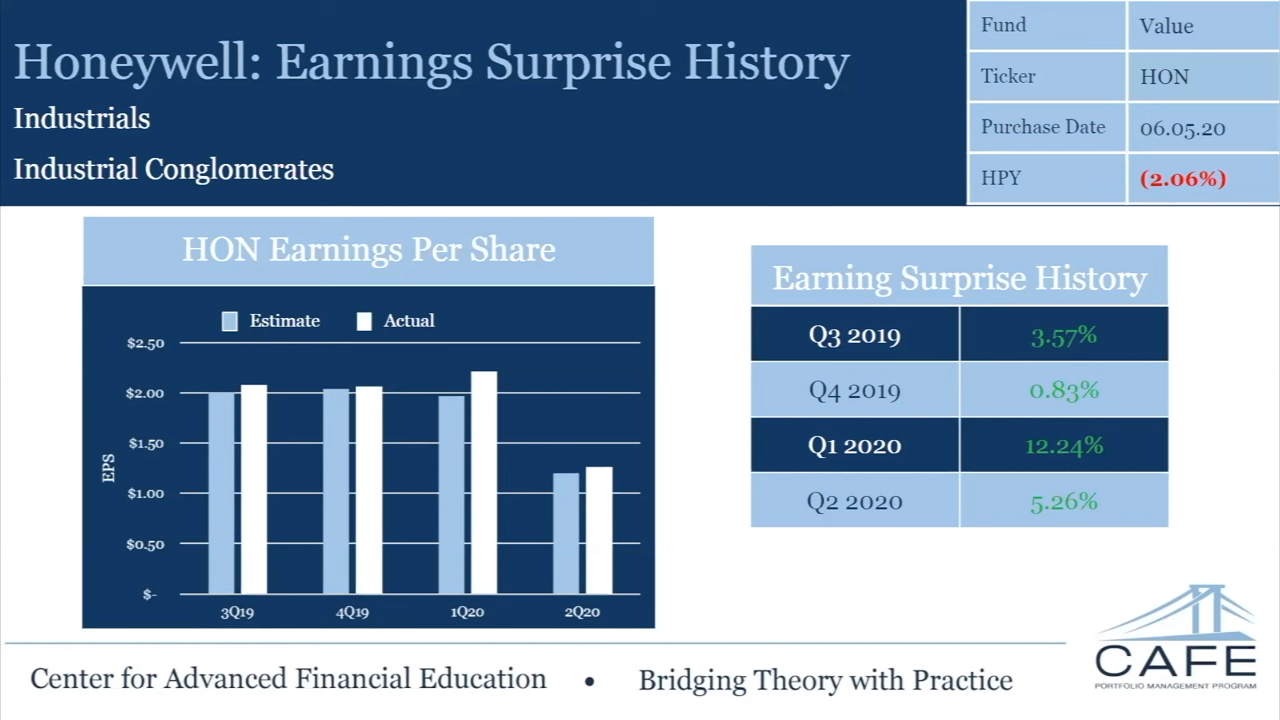 Honeywell: Earnings Surprise History
Industrials
Industrial Conglomerates
Fund Value
Ticker HON
Purchase Date 06.05.20
HPY (2.06%)
HON Earnings Per Share
Estimate Actual
$2.50
$2.00
$1.50
$1.00
$0.50
$-
EPS
3Q19 4Q19 1Q20 2Q20
Earning Surprise History
Q3 2019 3.57%
Q4 2019 0.83%
Q1 2020 12.24%
Q2 2020 5.26%
Center for Advanced Financial Education • Bridging Theory with Practice
CAFE
PORTFOLIO MANAGEMENT PROGRAM